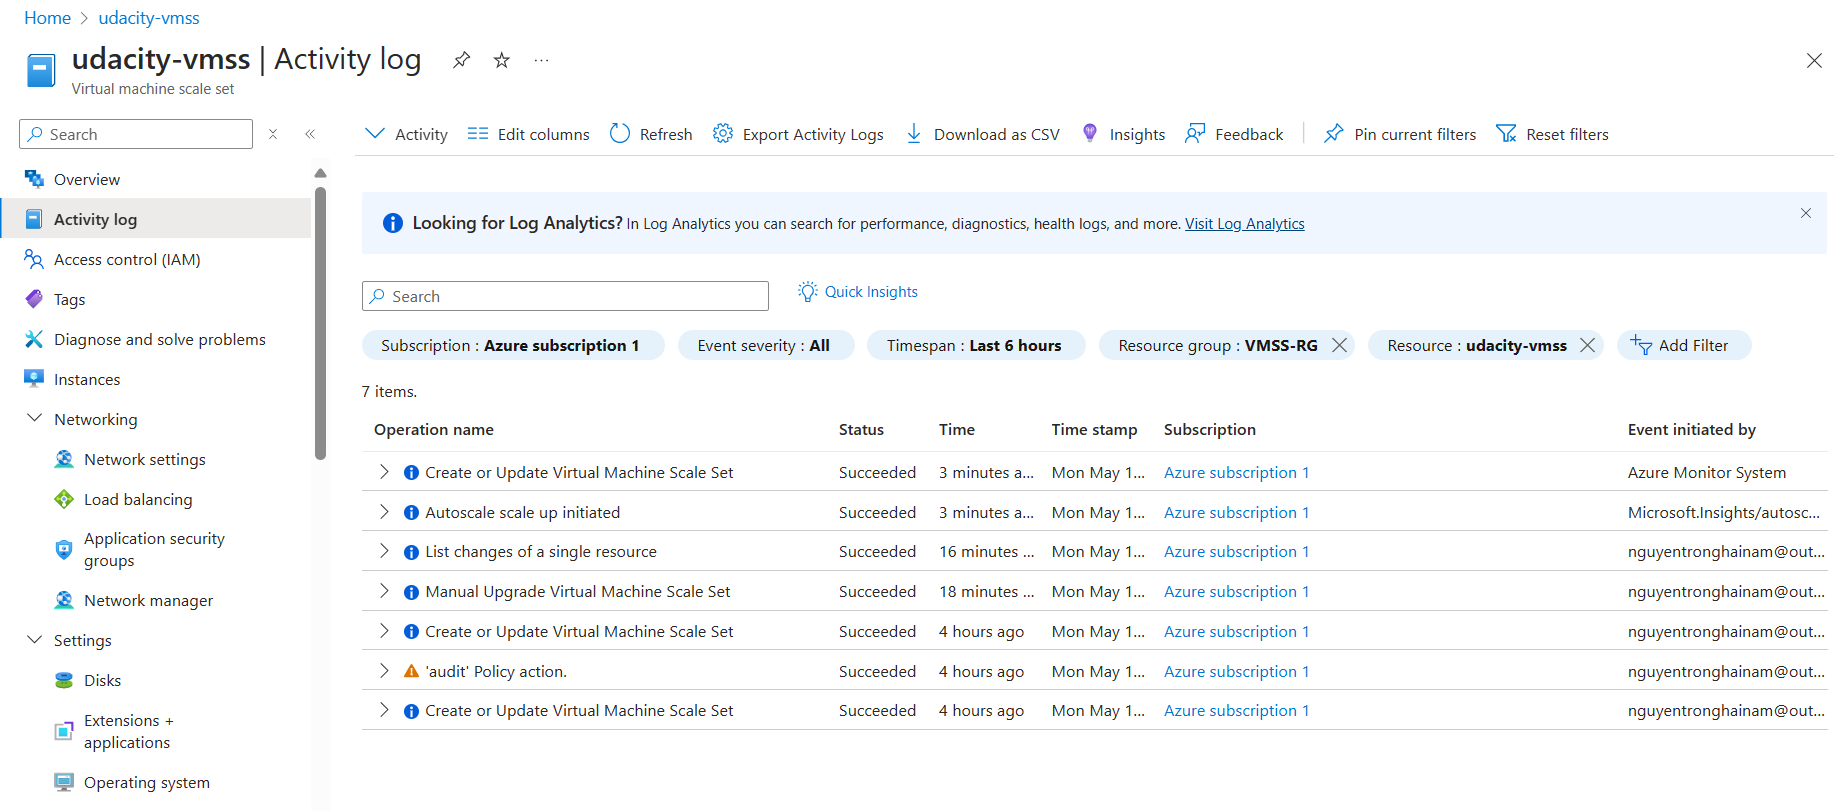 Home > udacity-vmss
udacity-vmss | Activity log
Virtual machine scale set
Search
Activity Edit columns Refresh Export Activity Logs Download as CSV Insights Feedback Pin current filters Reset filters
Overview
Activity log
Access control (IAM)
Tags
Diagnose and solve problems
Instances
Networking
Network settings
Load balancing
Application security
groups
Network manager
Settings
Disks
Extensions +
applications
Operating system
Looking for Log Analytics? In Log Analytics you can search for performance, diagnostics, health logs, and more. Visit Log Analytics
Search
Quick Insights
Subscription : Azure subscription 1 Event severity : All Timespan : Last 6 hours Resource group : VMSS-RG Resource : udacity-vmss Add Filter
7 items.
Operation name Status Time Time stamp Subscription Event initiated by
Create or Update Virtual Machine Scale Set Succeeded 3 minutes a... Mon May 1... Azure subscription 1 Azure Monitor System
Autoscale scale up initiated Succeeded 3 minutes a... Mon May 1... Azure subscription 1 Microsoft.Insights/autosc...
List changes of a single resource Succeeded 16 minutes ... Mon May 1... Azure subscription 1 nguyentronghainam@out...
Manual Upgrade Virtual Machine Scale Set Succeeded 18 minutes ... Mon May 1... Azure subscription 1 nguyentronghainam@out...
Create or Update Virtual Machine Scale Set Succeeded 4 hours ago Mon May 1... Azure subscription 1 nguyentronghainam@out...
'audit' Policy action. Succeeded 4 hours ago Mon May 1... Azure subscription 1 nguyentronghainam@out...
Create or Update Virtual Machine Scale Set Succeeded 4 hours ago Mon May 1... Azure subscription 1 nguyentronghainam@out...